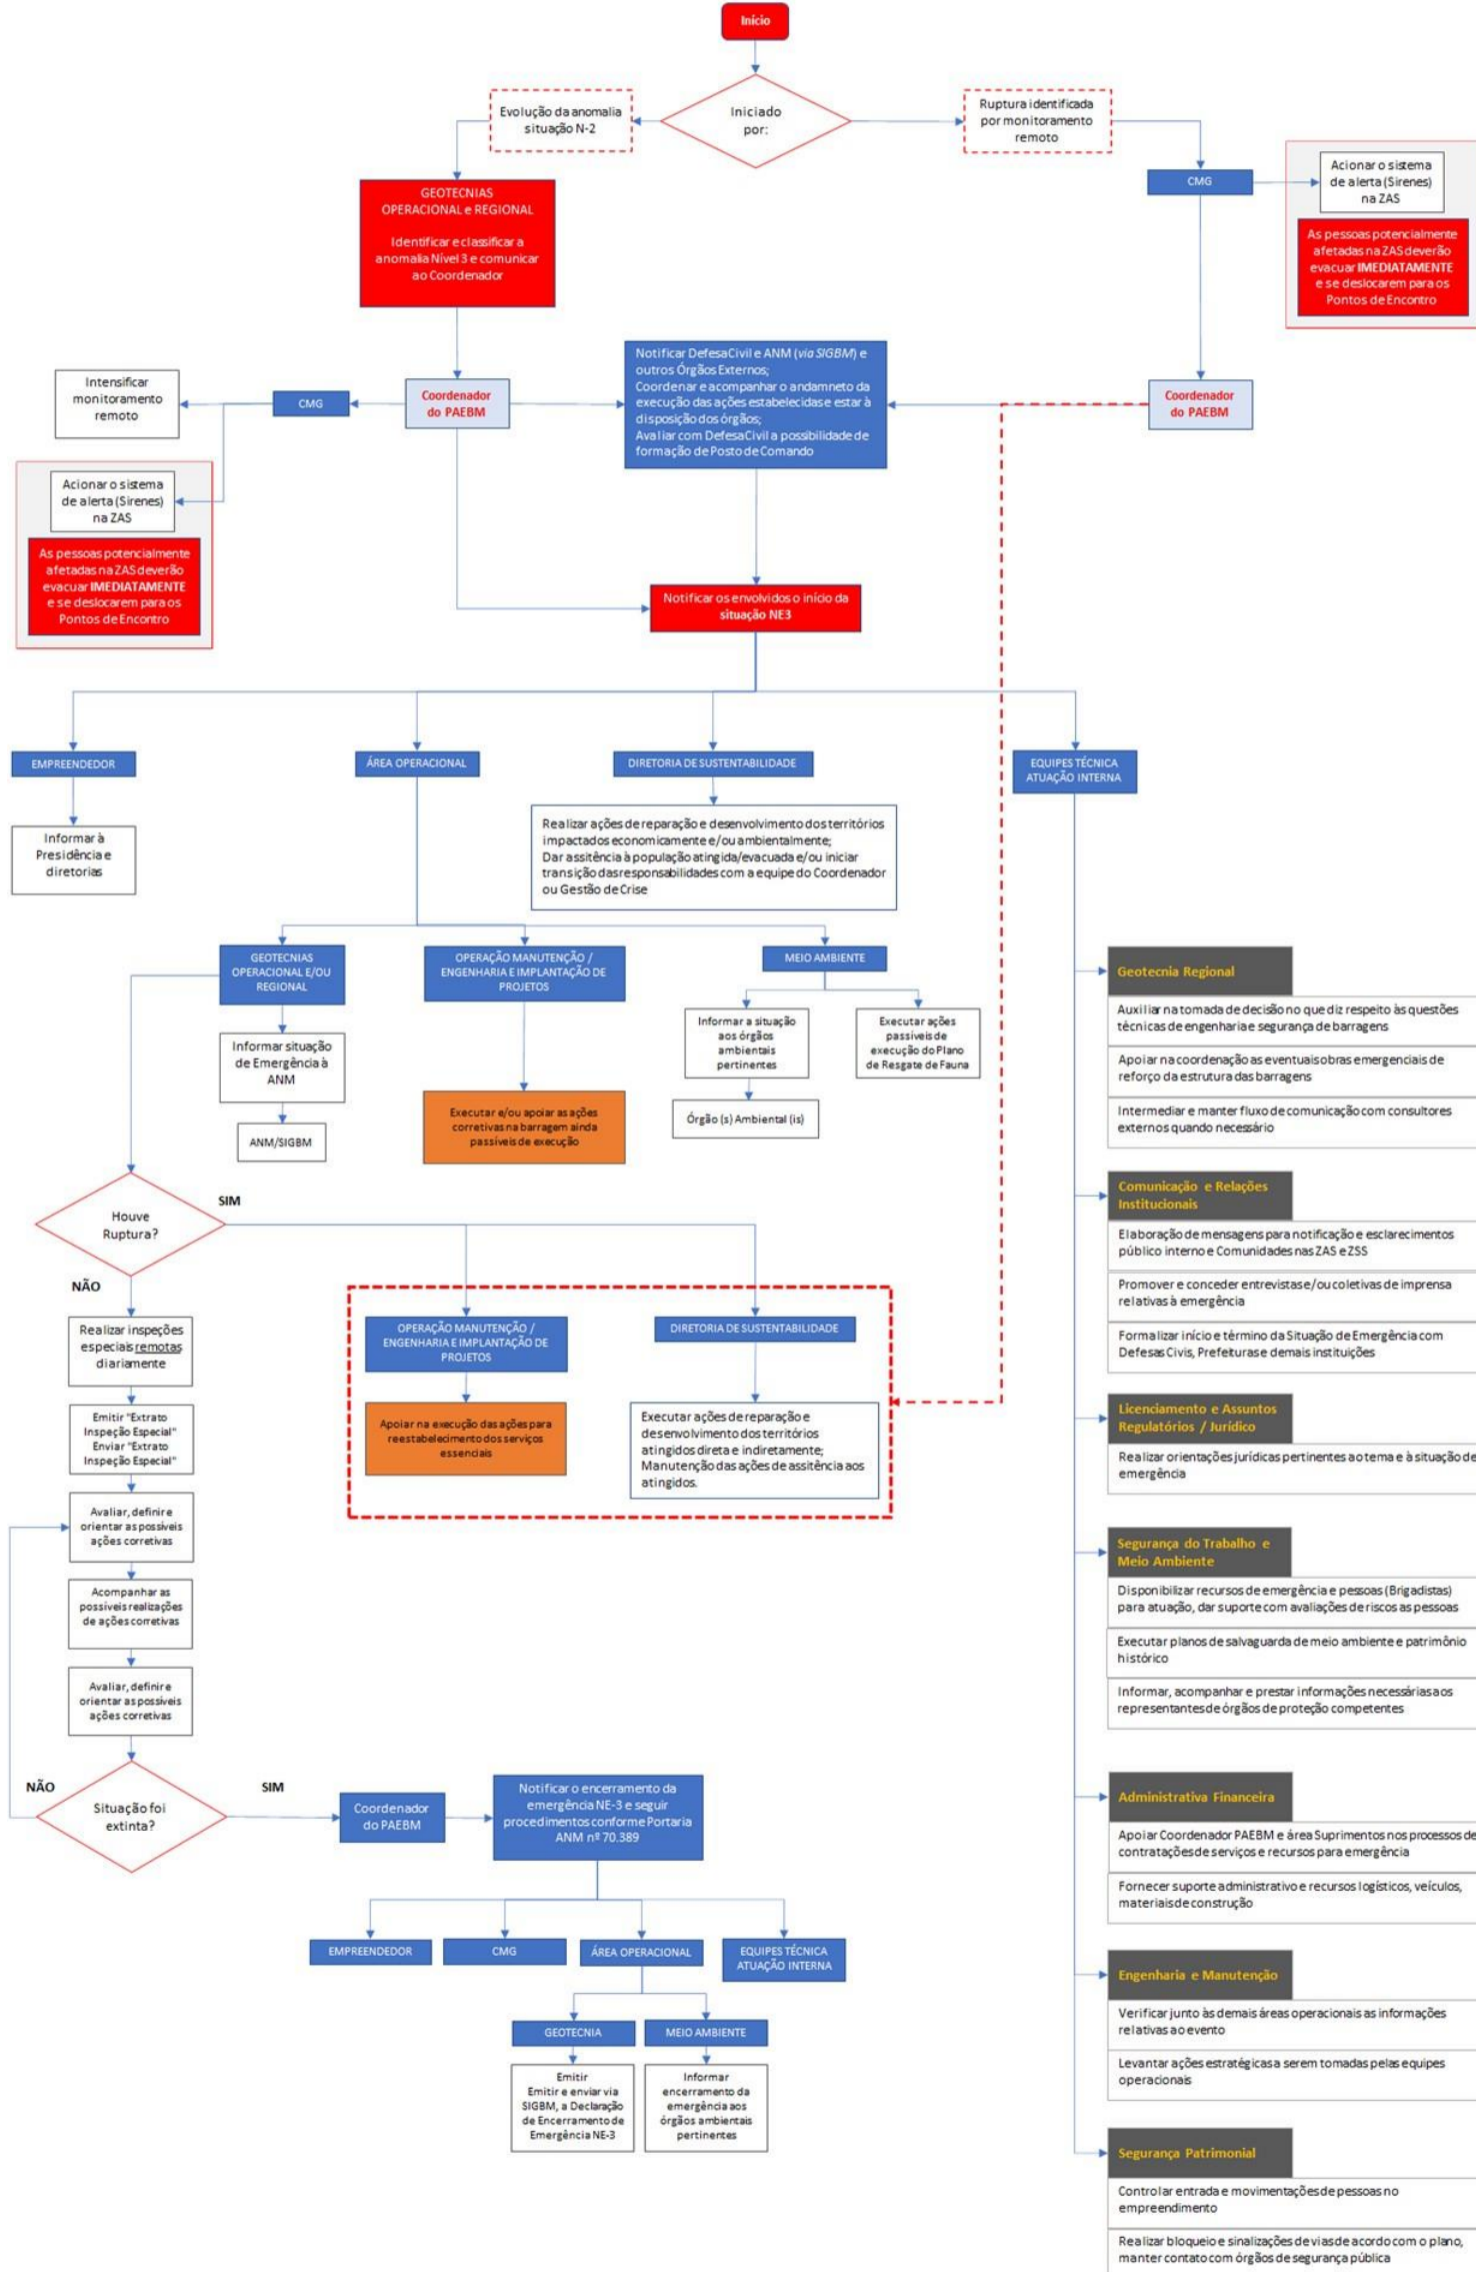 Início
Iniciado
por:
Evolução da anomalia
situação N-2
Ruptura identificada
por monitoramento
remoto
CMG
Acionar o sistema
de alerta (Sirenes)
na ZAS
As pessoas potencialmente
afetadas na ZAS deverão
evacuar IMEDIATAMENTE
e se deslocarem para os
Pontos de Encontro
GEOTECNIAS
OPERACIONAL e REGIONAL
Identificar e classificar a
anomalia Nível 3 e comunicar
ao Coordenador
Notificar Defesa Civil e ANM (via SIGBM) e
outros Órgãos Externos;
Coordenar e acompanhar o andamneto da
execução das ações estabelecidas e estar à
disposição dos órgãos;
Avaliar com Defesa Civil a possibilidade de
formação de Posto de Comando
Intensificar
monitoramento
remoto
CMG
Coordenador
do PAEBM
Coordenador
do PAEBM
Acionar o sistema
de alerta (Sirenes)
na ZAS
As pessoas potencialmente
afetadas na ZAS deverão
evacuar IMEDIATAMENTE
e se deslocarem para os
Pontos de Encontro
Notificar os envolvidos o início da
situação NE3
EMPREENDEDOR
ÁREA OPERACIONAL
DIRETORIA DE SUSTENTABILIDADE
EQUIPES TÉCNICA
ATUAÇÃO INTERNA
Informar à
Presidência e
diretorias
Realizar ações de reparação e desenvolvimento dos territórios
impactados economicamente e/ou ambientalmente;
Dar assitência à população atingida/evacuada e/ou iniciar
transição das responsabilidades com a equipe do Coordenador
ou Gestão de Crise
GEOTECNIAS
OPERACIONAL E/OU
REGIONAL
OPERAÇÃO MANUTENÇÃO /
ENGENHARIA E IMPLANTAÇÃO DE
PROJETOS
MEIO AMBIENTE
Informar situação
de Emergência à
ANM
ANM/SIGBM
Executar e/ou apoiar as ações
corretivas na barragem ainda
passíveis de execução
Informar a situação
aos órgãos
ambientais
pertinentes
Órgão (s) Ambiental (is)
Executar ações
passíveis de
execução do Plano
de Resgate de Fauna
Houve
Ruptura?
SIM
NÃO
OPERAÇÃO MANUTENÇÃO /
ENGENHARIA E IMPLANTAÇÃO DE
PROJETOS
DIRETORIA DE SUSTENTABILIDADE
Apoiar na execução das ações para
reestabelecimento dos serviços
essenciais
Executar ações de reparação e
desenvolvimento dos territórios
atingidos direta e indiretamente;
Manutenção das ações de assitência aos
atingidos.
Realizar inspeções
especiais remotas
diariamente
Emitir "Extrato
Inspeção Especial"
Enviar "Extrato
Inspeção Especial"
Avaliar, definir e
orientar as possíveis
ações corretivas
Acompanhar as
possíveis realizações
de ações corretivas
Avaliar, definir e
orientar as possíveis
ações corretivas
NÃO
Situação foi
extinta?
SIM
Coordenador
do PAEBM
Notificar o encerramento da
emergência NE-3 e seguir
procedimentos conforme Portaria
ANM nº 70.389
EMPREENDEDOR
CMG
ÁREA OPERACIONAL
EQUIPES TÉCNICA
ATUAÇÃO INTERNA
GEOTECNIA
MEIO AMBIENTE
Emitir
Emitir e enviar via
SIGBM, a Declaração
de Encerramento de
Emergência NE-3
Informar
encerramento da
emergência aos
órgãos ambientais
pertinentes
Geotecnia Regional
Auxiliar na tomada de decisão no que diz respeito às questões
técnicas de engenharia e segurança de barragens
Apoiar na coordenação as eventuais obras emergenciais de
reforço da estrutura das barragens
Intermediar e manter fluxo de comunicação com consultores
externos quando necessário
Comunicação e Relações
Institucionais
Elaboração de mensagens para notificação e esclarecimentos
público interno e Comunidades nas ZAS e ZSS
Promover e conceder entrevistas e/ou coletivas de imprensa
relativas à emergência
Formalizar início e término da Situação de Emergência com
Defesas Civis, Prefeituras e demais instituições
Licenciamento e Assuntos
Regulatórios / Jurídico
Realizar orientações jurídicas pertinentes ao tema e à situação de
emergência
Segurança do Trabalho e
Meio Ambiente
Disponibilizar recursos de emergência e pessoas (Brigadistas)
para atuação, dar suporte com avaliações de riscos as pessoas
Executar planos de salvaguarda de meio ambiente e patrimônio
histórico
Informar, acompanhar e prestar informações necessárias aos
representantes de órgãos de proteção competentes
Administrativa Financeira
Apoiar Coordenador PAEBM e área Suprimentos nos processos de
contratações de serviços e recursos para emergência
Fornecer suporte administrativo e recursos logísticos, veículos,
materiais de construção
Engenharia e Manutenção
Verificar junto às demais áreas operacionais as informações
relativas ao evento
Levantar ações estratégicas a serem tomadas pelas equipes
operacionais
Segurança Patrimonial
Controlar entrada e movimentações de pessoas no
empreendimento
Realizar bloqueio e sinalizações de vias de acordo com o plano,
manter contato com órgãos de segurança pública